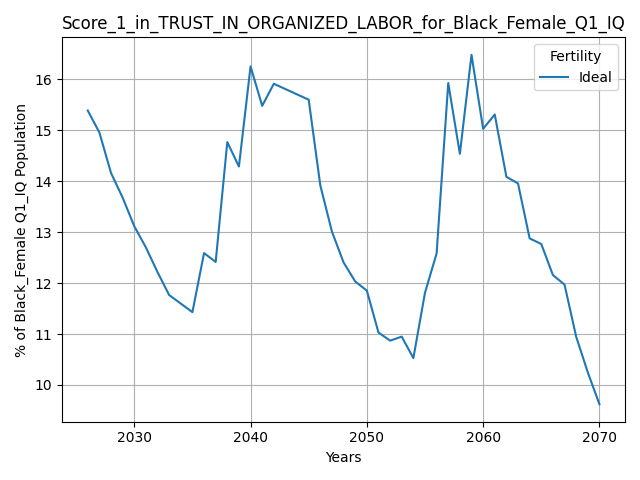 Score_1_in_TRUST_IN_ORGANIZED_LABOR_for_Black_Female_Q1_IQ
Fertility
Ideal
% of Black_Female Q1_IQ Population
16
15
14
13
12
11
10
2030 2040 2050 2060 2070
Years